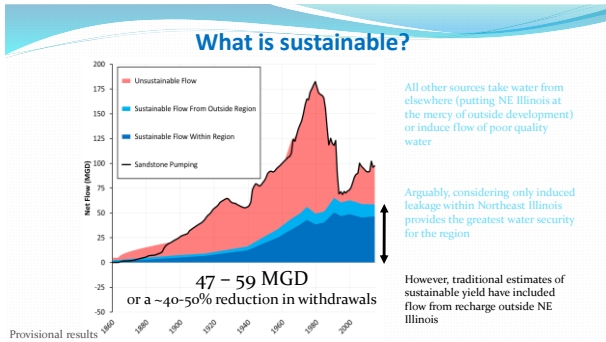 What is sustainable?
200
175
150
125
100
75
50
25
0
-25
-50
Net Flow (MGD)
Unsustainable Flow
Sustainable Flow From Outside Region
Sustainable Flow Within Region
Sandstone Pumping
1860
1880
1900
1920
1940
1960
1980
2000
47 – 59 MGD
or a ~40-50% reduction in withdrawals
All other sources take water from
elsewhere (putting NE Illinois at
the mercy of outside development)
or induce flow of poor quality
water
Arguably, considering only induced
leakage within Northeast Illinois
provides the greatest water security
for the region
However, traditional estimates of
sustainable yield have included
flow from recharge outside NE
Illinois
Provisional results